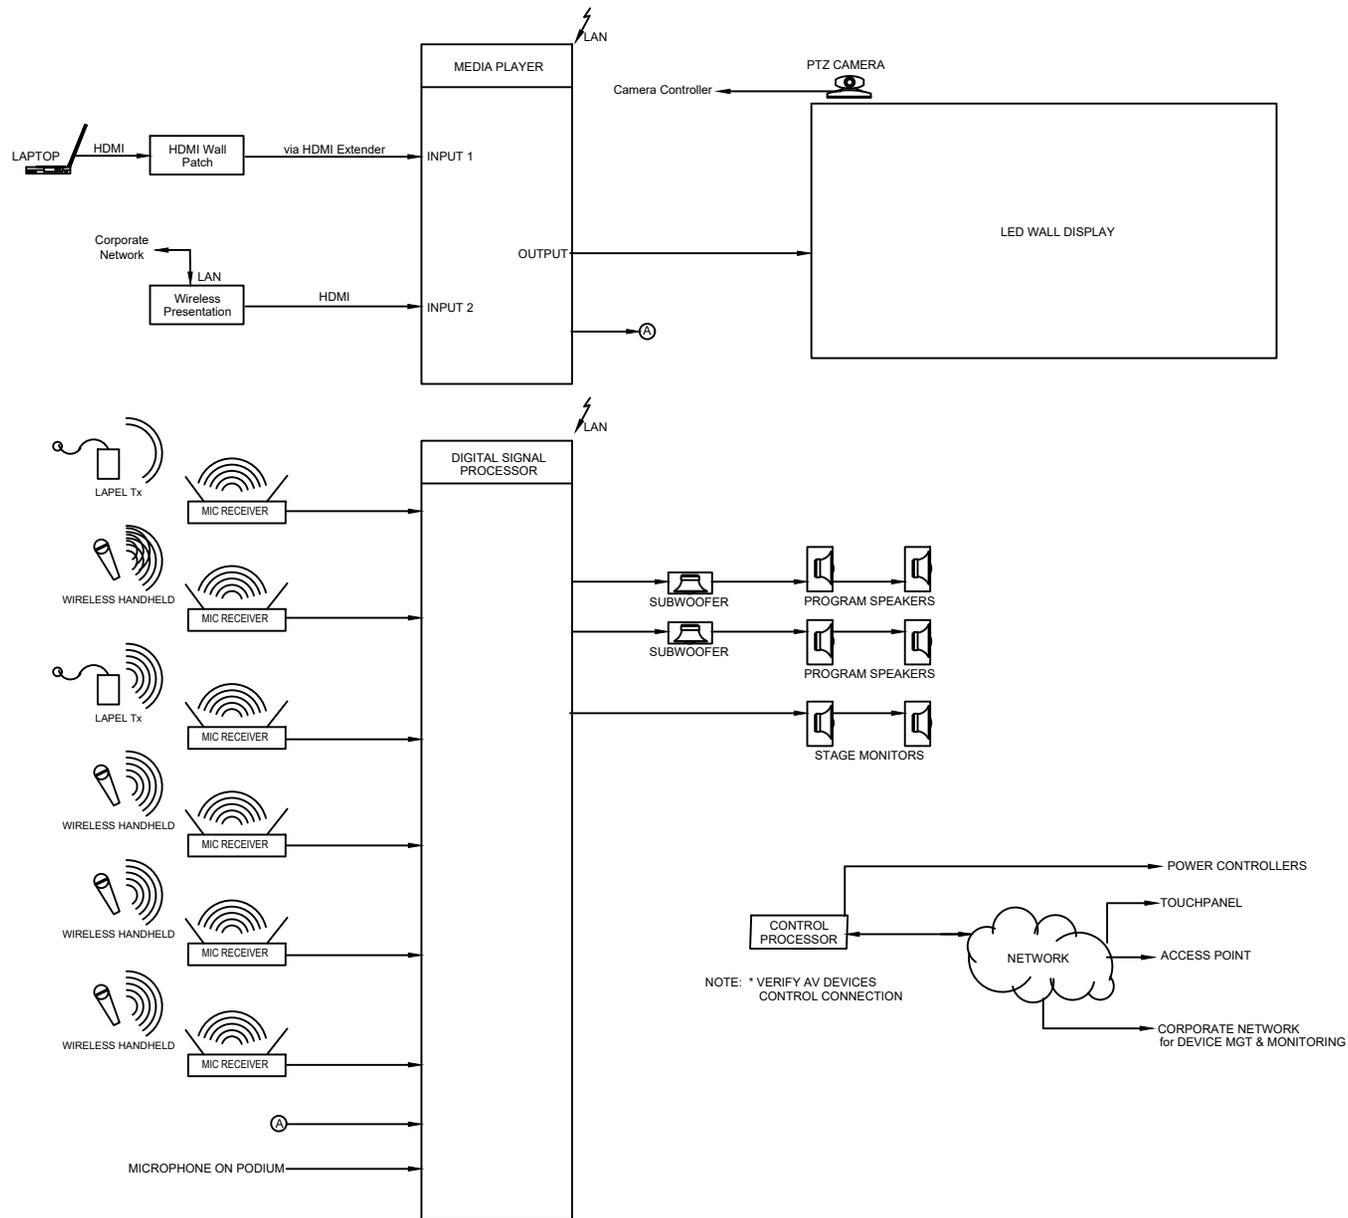 LAN
MEDIA PLAYER
PTZ CAMERA
Camera Controller
LAPTOP
HDMI
HDMI Wall
Patch
via HDMI Extender
INPUT 1
LED WALL DISPLAY
Corporate
Network
LAN
OUTPUT
Wireless
Presentation
HDMI
INPUT 2
A
LAN
DIGITAL SIGNAL
PROCESSOR
LAPEL Tx
MIC RECEIVER
WIRELESS HANDHELD
MIC RECEIVER
LAPEL Tx
MIC RECEIVER
WIRELESS HANDHELD
MIC RECEIVER
WIRELESS HANDHELD
MIC RECEIVER
WIRELESS HANDHELD
MIC RECEIVER
A
MICROPHONE ON PODIUM
SUBWOOFER
PROGRAM SPEAKERS
SUBWOOFER
PROGRAM SPEAKERS
STAGE MONITORS
POWER CONTROLLERS
TOUCHPANEL
CONTROL
PROCESSOR
NETWORK
ACCESS POINT
NOTE: * VERIFY AV DEVICES
CONTROL CONNECTION
CORPORATE NETWORK
for DEVICE MGT & MONITORING